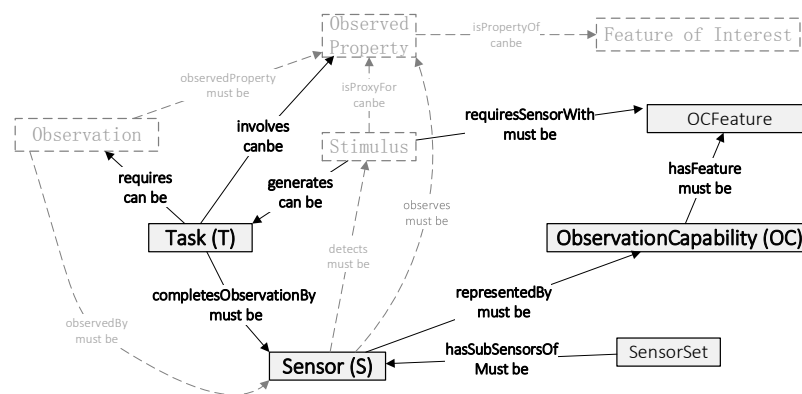 Observed
Property
isPropertyOf
canbe
Feature of Interest
observedProperty
must be
isProxyFor
canbe
Observation
involves
canbe
Stimulus
requiresSensorWith
must be
OCFeature
requires
can be
generates
can be
observes
must be
hasFeature
must be
Task (T)
detects
must be
ObservationCapability (OC)
completesObservationBy
must be
representedBy
must be
observedBy
must be
Sensor (S)
hasSubSensorsOf
Must be
SensorSet